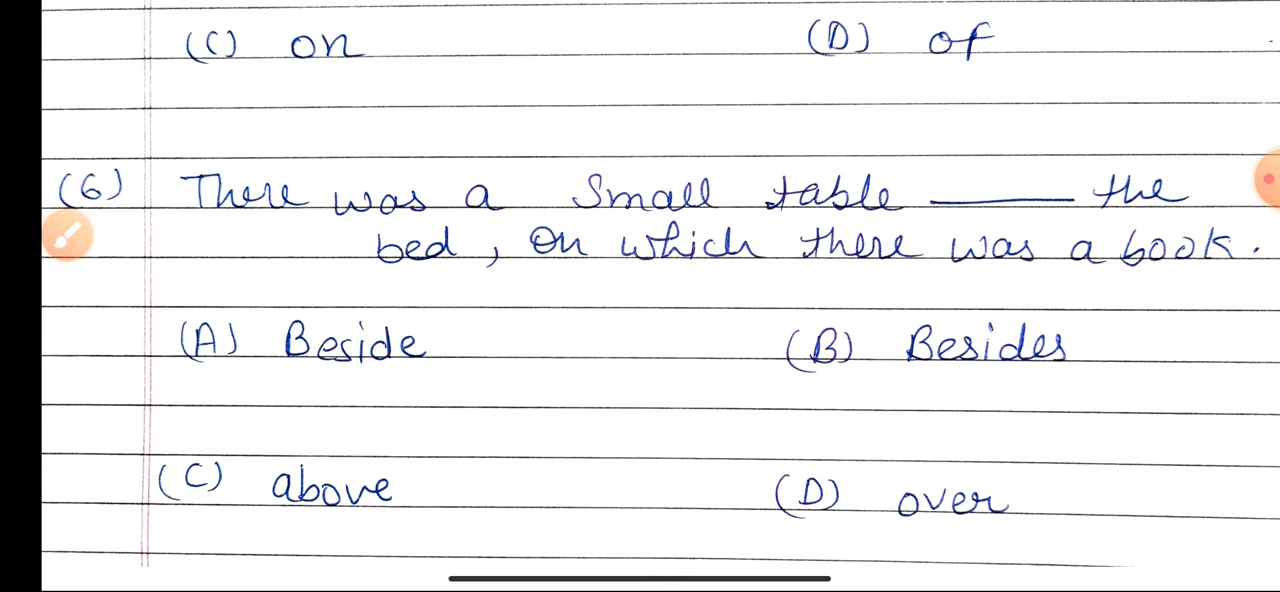 (C) on (D) of
(6) There was a small table ______ the
bed, on which there was a book.
(A) Beside (B) Besides
(C) above (D) over